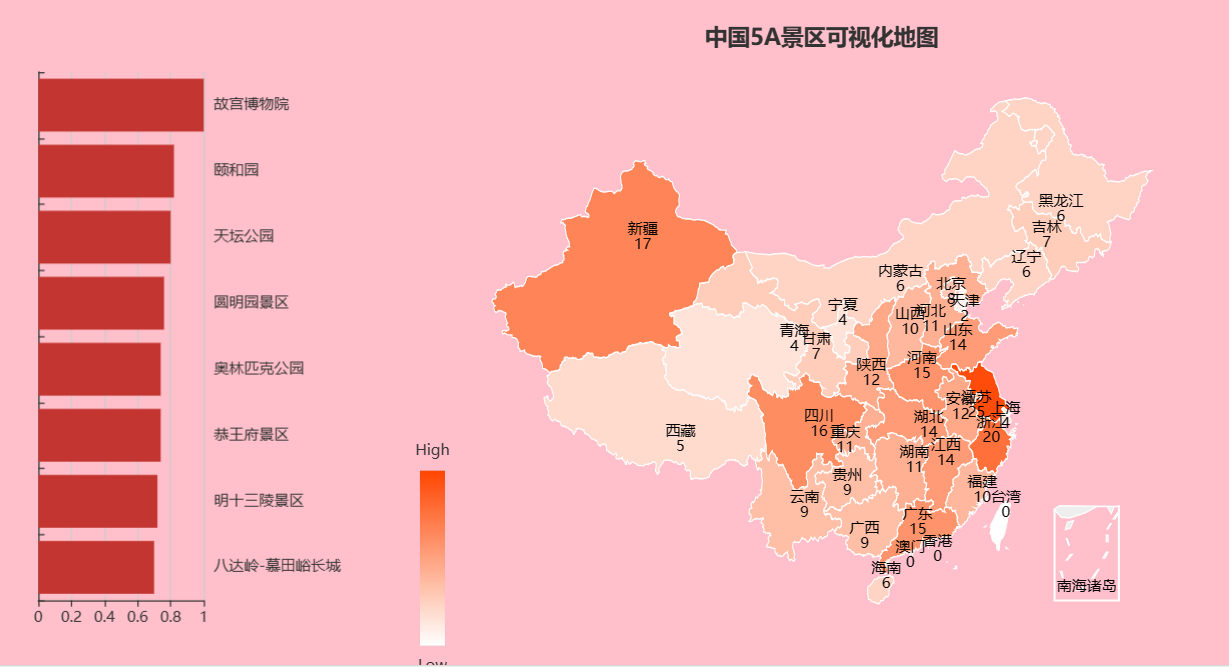 中国5A景区可视化地图
故宫博物院
颐和园
天坛公园
圆明园景区
奥林匹克公园
恭王府景区
明十三陵景区
八达岭-慕田峪长城
0 0.2 0.4 0.6 0.8 1
High
Low
黑龙江
6
吉林
7
辽宁
6
新疆
17
内蒙古
6
北京
8
天津
2
宁夏
4
山西
10
河北
11
山东
14
青海
4
甘肃
7
陕西
12
河南
15
江苏
25
安徽
12
上海
4
浙江
20
四川
16
重庆
11
湖北
14
西藏
5
湖南
11
江西
14
贵州
9
云南
9
福建
10
台湾
0
广西
9
广东
15
香港
0
澳门
0
海南
6
南海诸岛